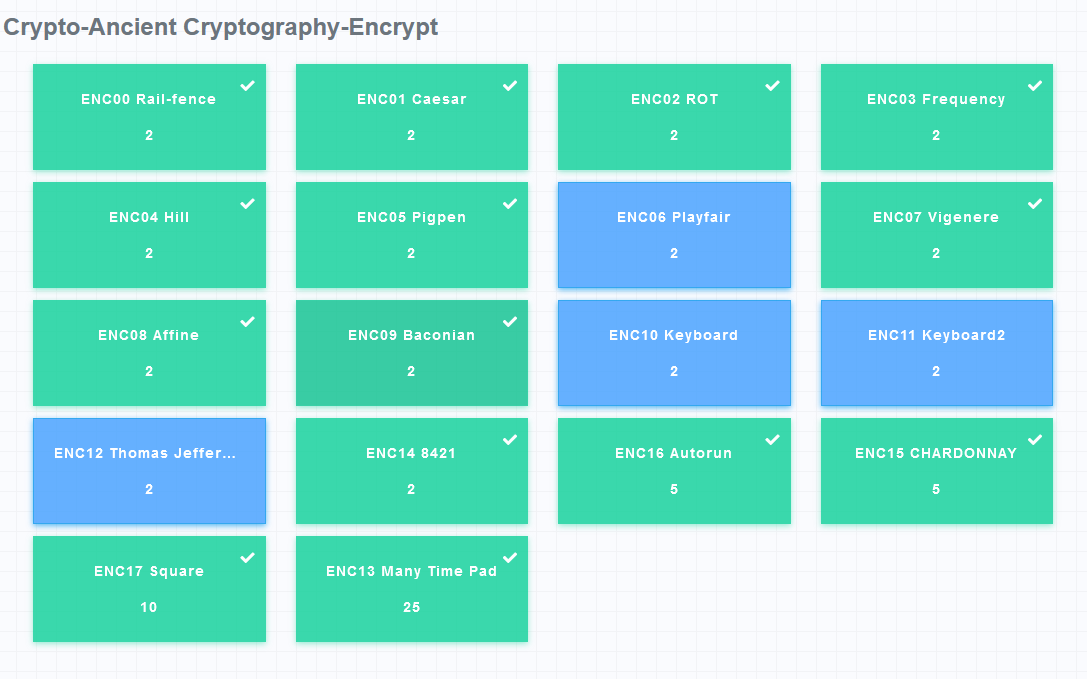 Crypto-Ancient Cryptography-Encrypt
ENC00 Rail-fence
2
ENC01 Caesar
2
ENC02 ROT
2
ENC03 Frequency
2
ENC04 Hill
2
ENC05 Pigpen
2
ENC06 Playfair
2
ENC07 Vigenere
2
ENC08 Affine
2
ENC09 Baconian
2
ENC10 Keyboard
2
ENC11 Keyboard2
2
ENC12 Thomas Jeffer...
2
ENC14 8421
2
ENC16 Autorun
5
ENC15 CHARDONNAY
5
ENC17 Square
10
ENC13 Many Time Pad
25